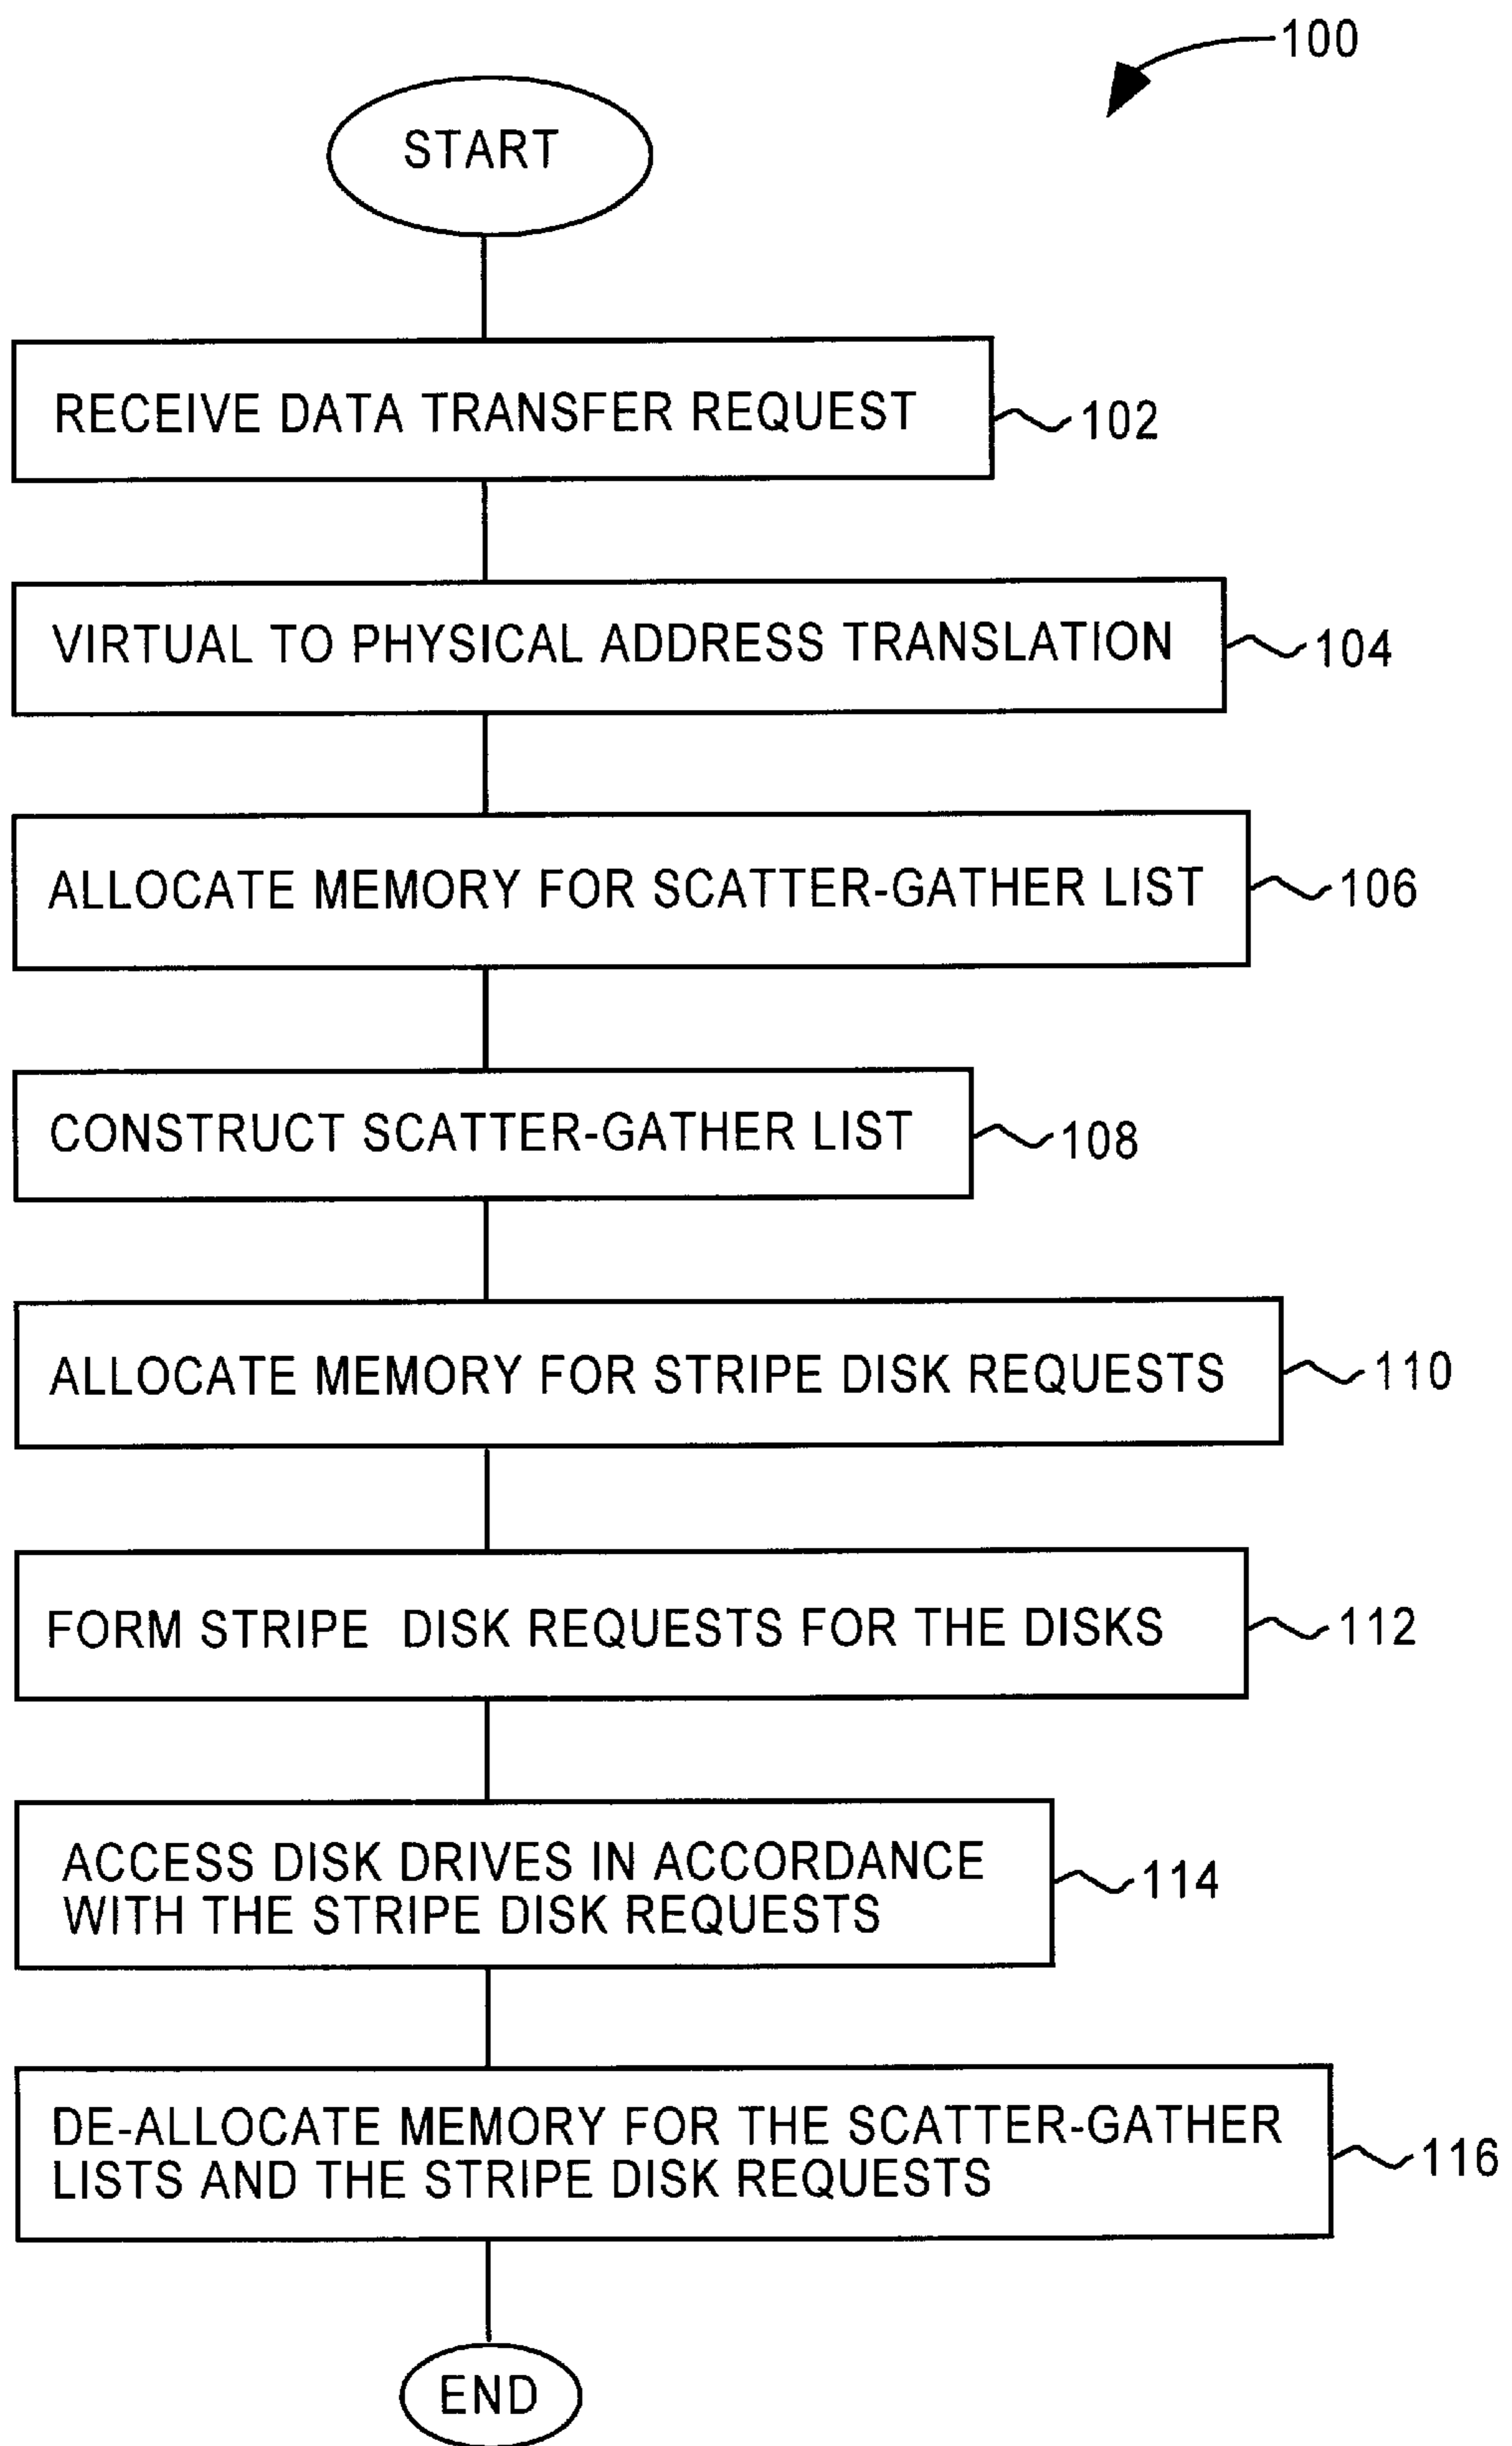 100
START
RECEIVE DATA TRANSFER REQUEST
102
VIRTUAL TO PHYSICAL ADDRESS TRANSLATION
104
ALLOCATE MEMORY FOR SCATTER-GATHER LIST
106
CONSTRUCT SCATTER-GATHER LIST
108
ALLOCATE MEMORY FOR STRIPE DISK REQUESTS
110
FORM STRIPE DISK REQUESTS FOR THE DISKS
112
ACCESS DISK DRIVES IN ACCORDANCE
WITH THE STRIPE DISK REQUESTS
114
DE-ALLOCATE MEMORY FOR THE SCATTER-GATHER
LISTS AND THE STRIPE DISK REQUESTS
116
END